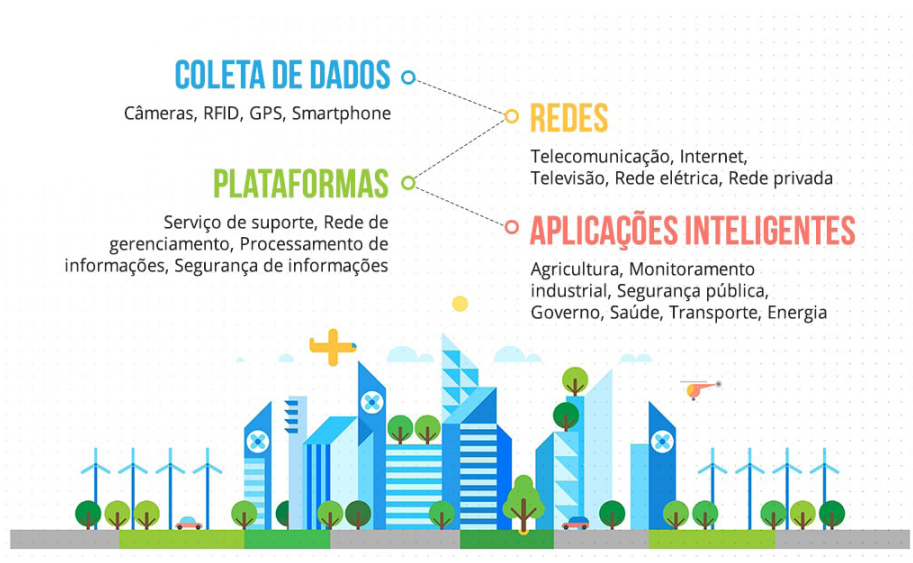 COLETA DE DADOS
Câmeras, RFID, GPS, Smartphone
REDES
Telecomunicação, Internet,
Televisão, Rede elétrica, Rede privada
PLATAFORMAS
Serviço de suporte, Rede de
gerenciamento, Processamento de
informações, Segurança de informações
APLICAÇÕES INTELIGENTES
Agricultura, Monitoramento
industrial, Segurança pública,
Governo, Saúde, Transporte, Energia